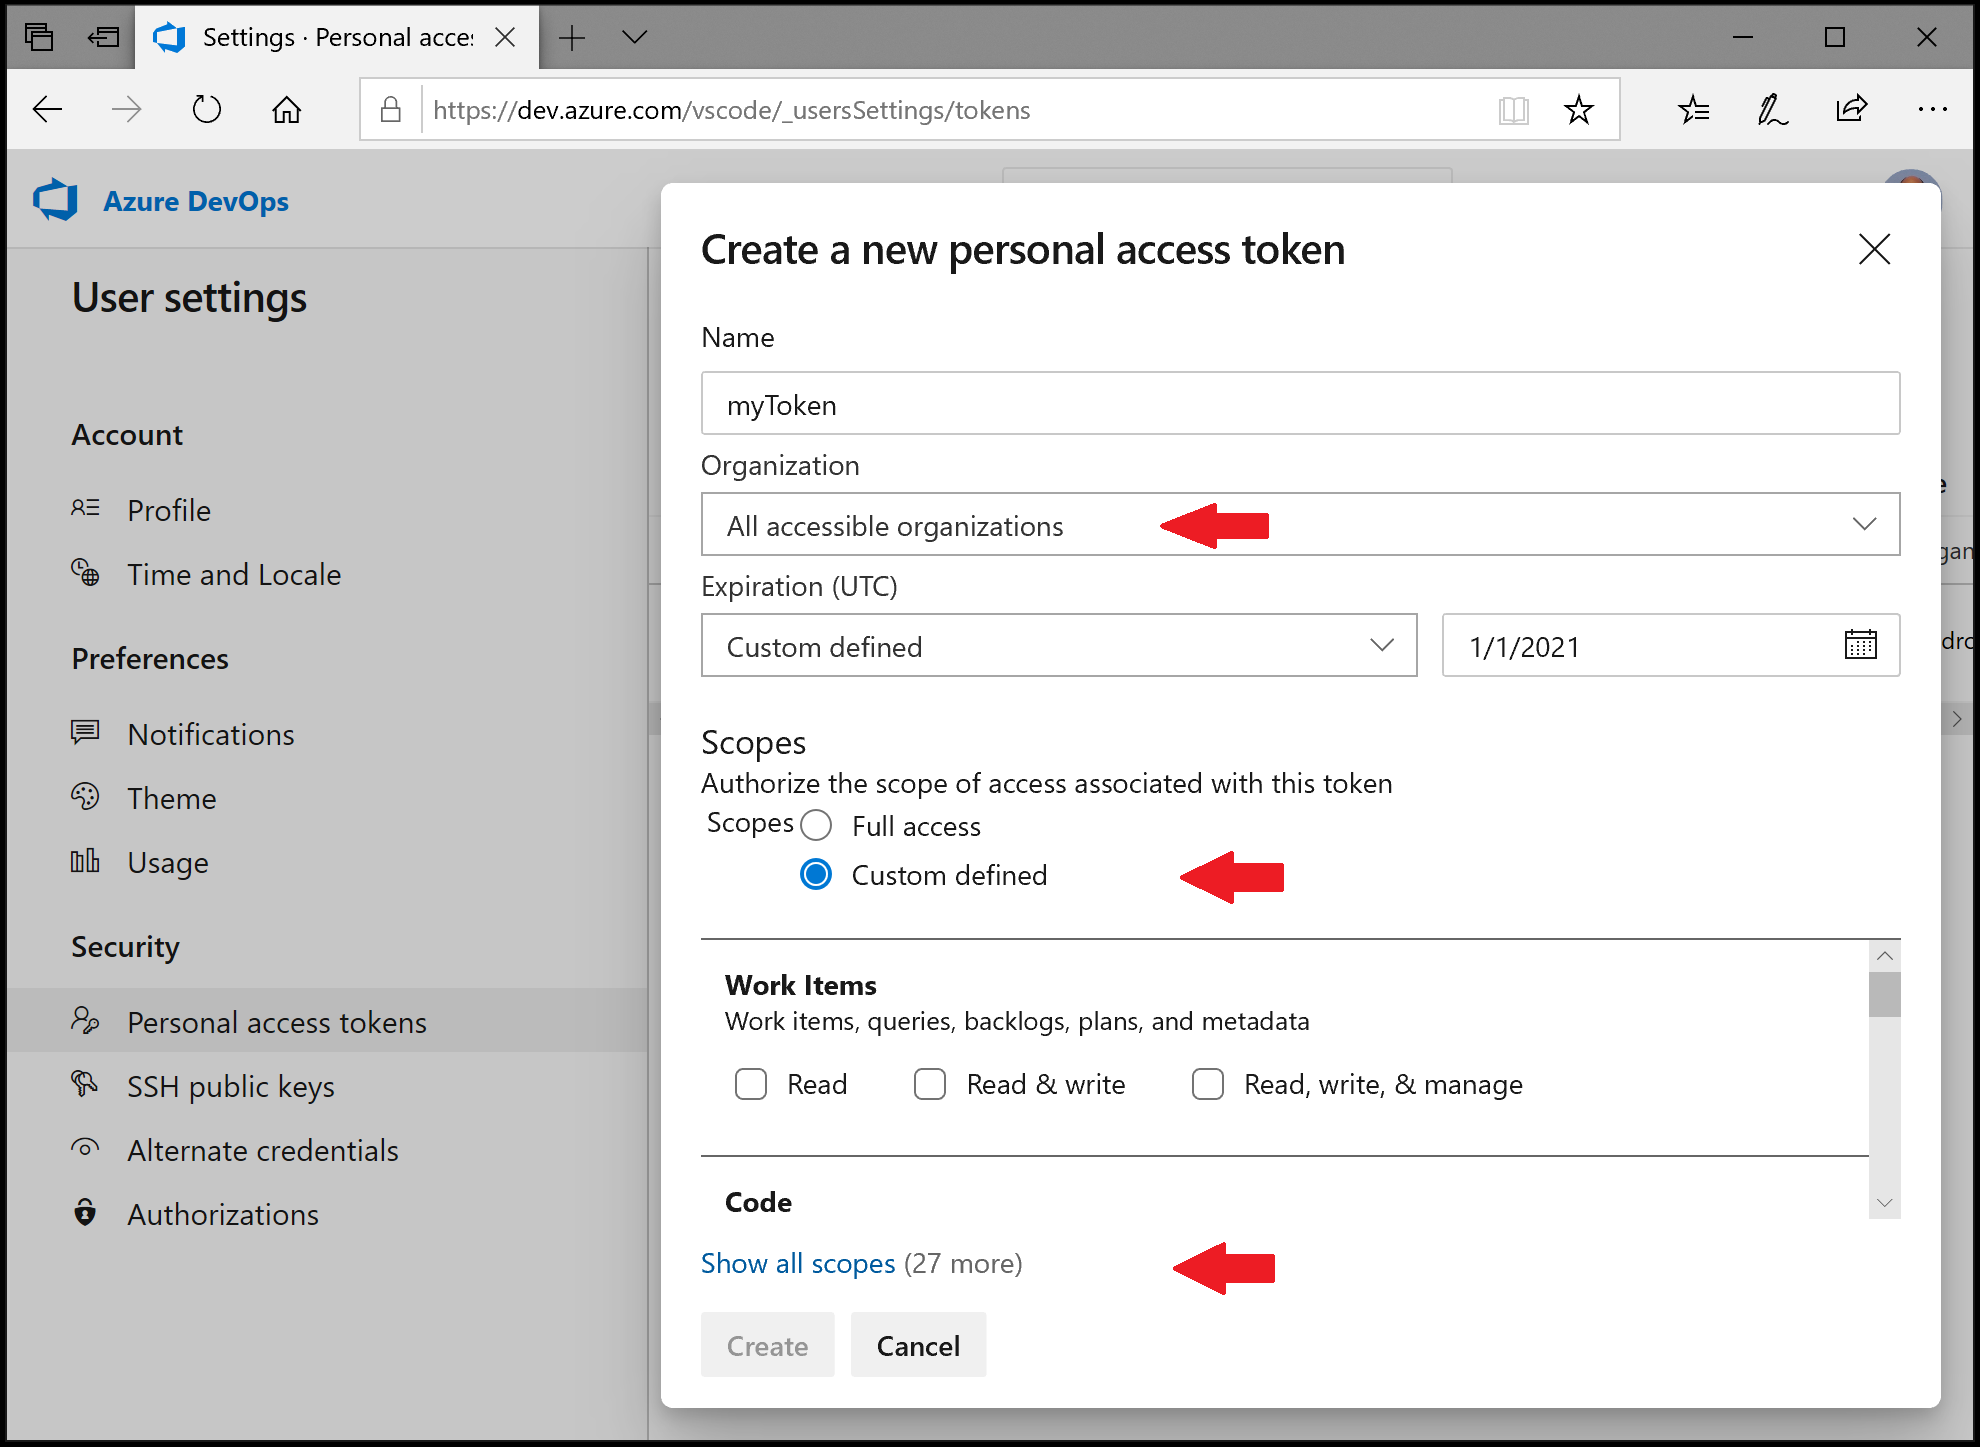 Settings · Personal acce
https://dev.azure.com/vscode/_usersSettings/tokens
Azure DevOps
User settings
Account
Profile
Time and Locale
Preferences
Notifications
Theme
Usage
Security
Personal access tokens
SSH public keys
Alternate credentials
Authorizations
Create a new personal access token
Name
myToken
Organization
All accessible organizations
Expiration (UTC)
Custom defined
1/1/2021
Scopes
Authorize the scope of access associated with this token
Scopes Full access
Custom defined
Work Items
Work items, queries, backlogs, plans, and metadata
Read Read & write Read, write, & manage
Code
Show all scopes (27 more)
Create Cancel